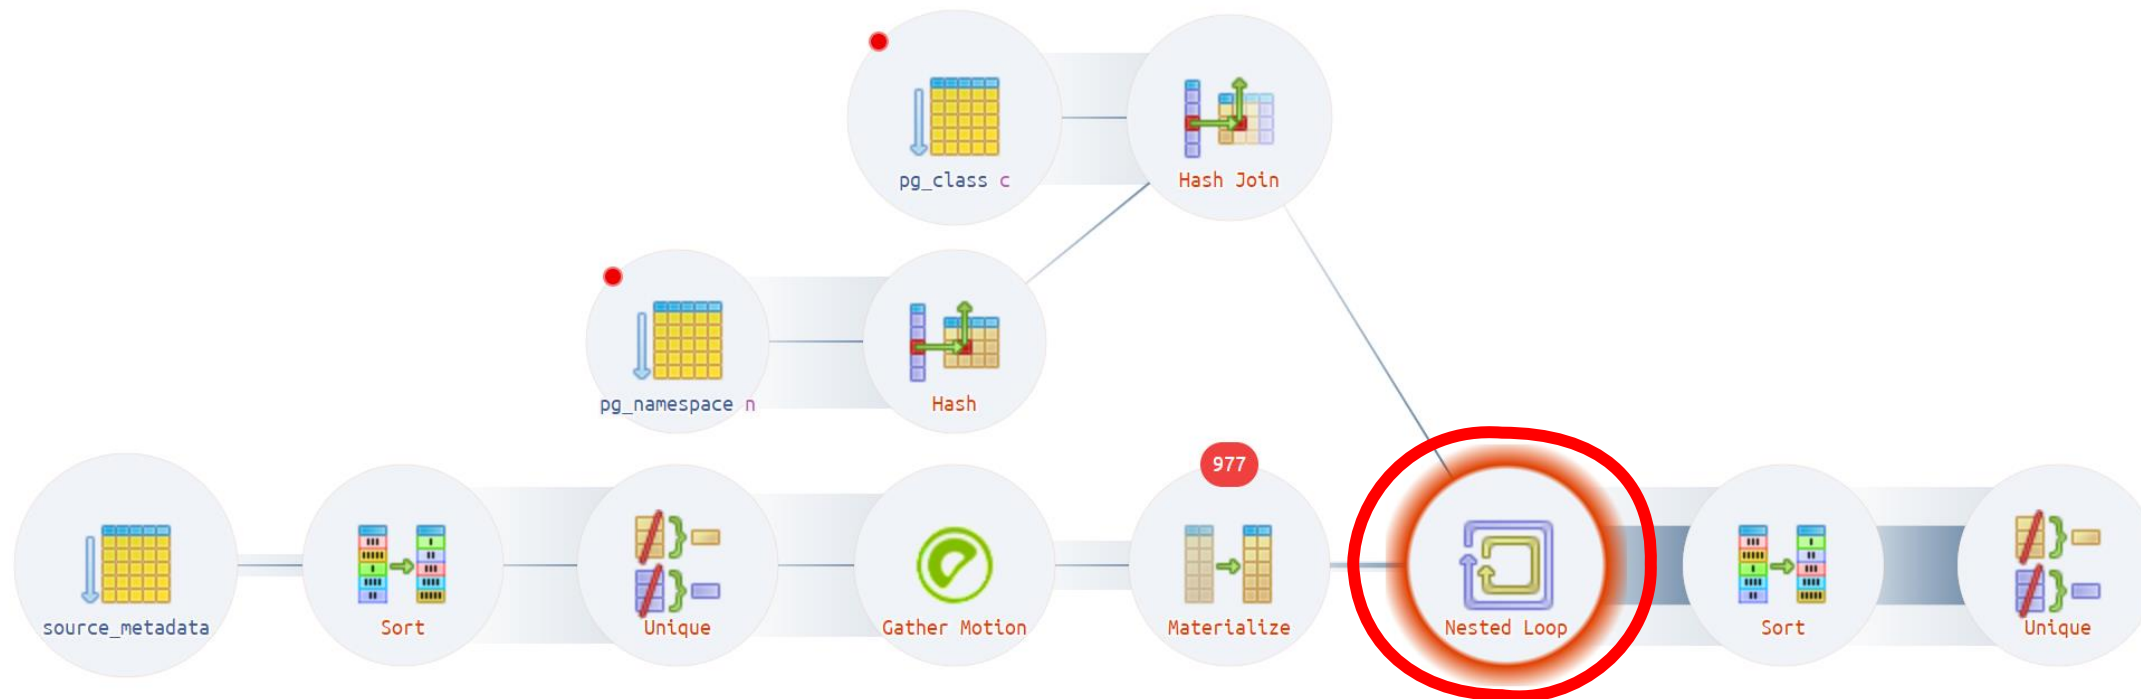 pg_class c
Hash Join
pg_namespace n
Hash
977
source_metadata
Sort
Unique
Gather Motion
Materialize
Nested Loop
Sort
Unique